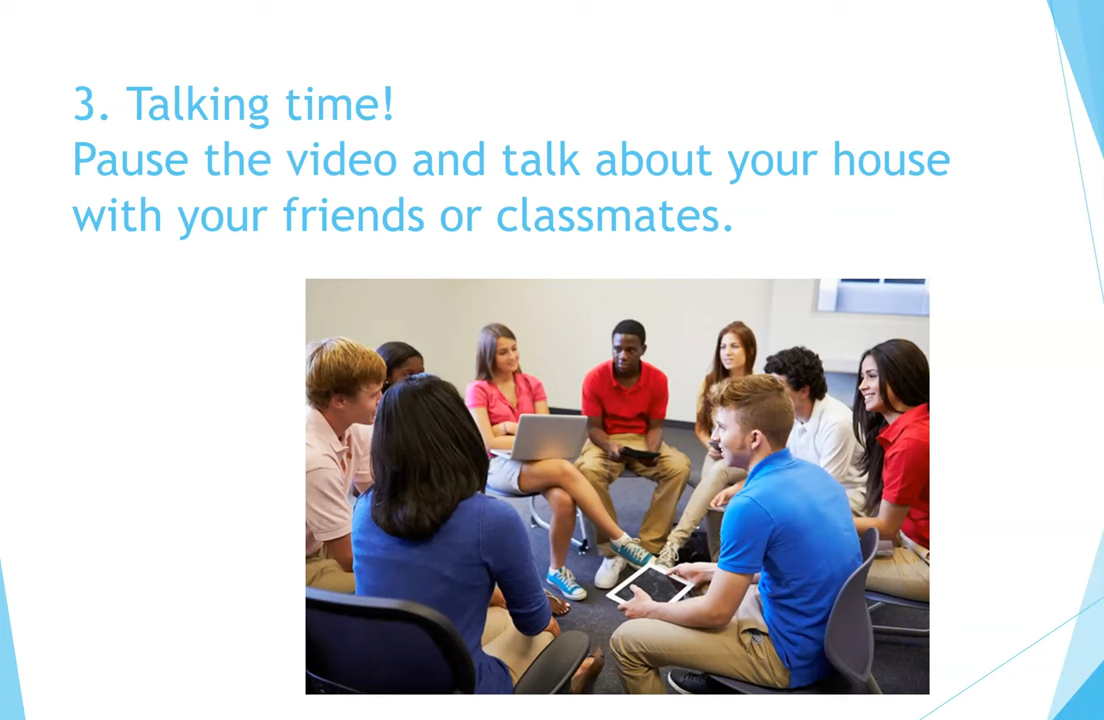 3. Talking time!
Pause the video and talk about your house
with your friends or classmates.